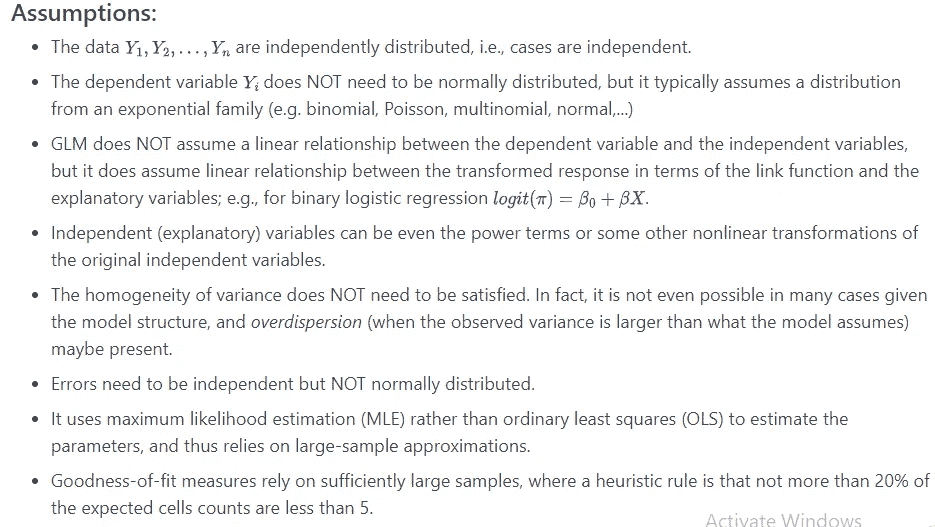 Assumptions:
• The data Y₁, Y₂, . . . , Yₙ are independently distributed, i.e., cases are independent.
• The dependent variable Yᵢ does NOT need to be normally distributed, but it typically assumes a distribution
from an exponential family (e.g. binomial, Poisson, multinomial, normal,...)
• GLM does NOT assume a linear relationship between the dependent variable and the independent variables,
but it does assume linear relationship between the transformed response in terms of the link function and the
explanatory variables; e.g., for binary logistic regression logit(π) = β₀ + βX.
• Independent (explanatory) variables can be even the power terms or some other nonlinear transformations of
the original independent variables.
• The homogeneity of variance does NOT need to be satisfied. In fact, it is not even possible in many cases given
the model structure, and overdispersion (when the observed variance is larger than what the model assumes)
maybe present.
• Errors need to be independent but NOT normally distributed.
• It uses maximum likelihood estimation (MLE) rather than ordinary least squares (OLS) to estimate the
parameters, and thus relies on large-sample approximations.
• Goodness-of-fit measures rely on sufficiently large samples, where a heuristic rule is that not more than 20% of
the expected cells counts are less than 5.
Activate Windows